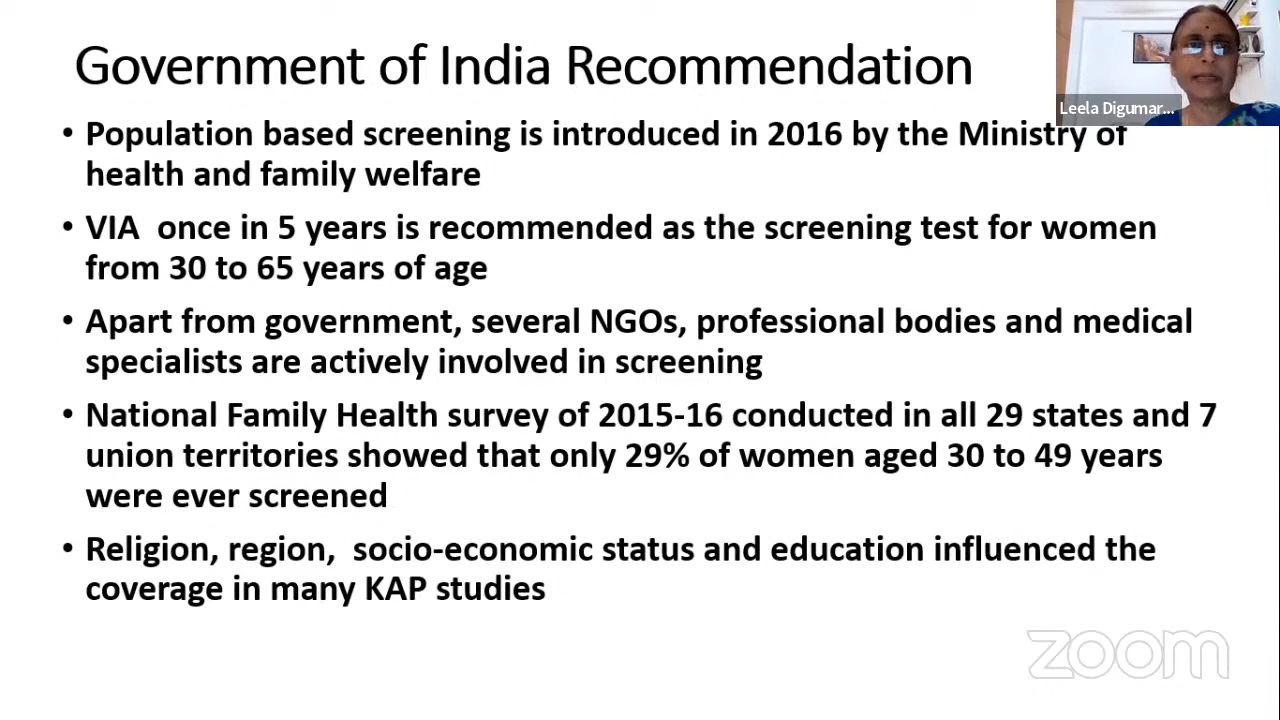 Government of India Recommendation
Leela Digumar...
• Population based screening is introduced in 2016 by the Ministry of
health and family welfare
• VIA once in 5 years is recommended as the screening test for women
from 30 to 65 years of age
• Apart from government, several NGOs, professional bodies and medical
specialists are actively involved in screening
• National Family Health survey of 2015-16 conducted in all 29 states and 7
union territories showed that only 29% of women aged 30 to 49 years
were ever screened
• Religion, region, socio-economic status and education influenced the
coverage in many KAP studies
zoom